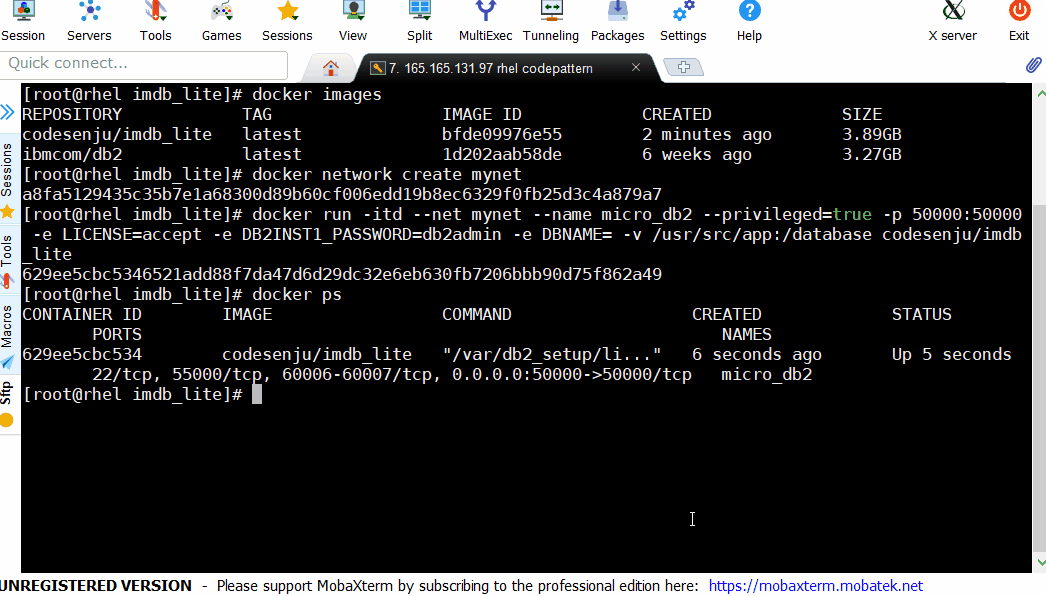 Session Servers Tools Games Sessions View Split MultiExec Tunneling Packages Settings Help X server Exit
Quick connect...
7. 165.165.131.97 rhel codepattern
[root@rhel imdb_lite]# docker images
REPOSITORY TAG IMAGE ID CREATED SIZE
codesenju/imdb_lite latest bfde09976e55 2 minutes ago 3.89GB
ibmcom/db2 latest 1d202aab58de 6 weeks ago 3.27GB
[root@rhel imdb_lite]# docker network create mynet
a8fa5129435c35b7e1a68300d89b60cf006edd19b8ec6329f0fb25d3c4a879a7
[root@rhel imdb_lite]# docker run -itd --net mynet --name micro_db2 --privileged=true -p 50000:50000
-e LICENSE=accept -e DB2INST1_PASSWORD=db2admin -e DBNAME= -v /usr/src/app:/database codesenju/imdb
_lite
629ee5cbc5346521add88f7da47d6d29dc32e6eb630fb7206bbb90d75f862a49
[root@rhel imdb_lite]# docker ps
CONTAINER ID IMAGE COMMAND CREATED STATUS
PORTS NAMES
629ee5cbc534 codesenju/imdb_lite "/var/db2_setup/li..." 6 seconds ago Up 5 seconds
22/tcp, 55000/tcp, 60006-60007/tcp, 0.0.0.0:50000->50000/tcp micro_db2
[root@rhel imdb_lite]#
Sessions
Tools
Macros
Sftp
UNREGISTERED VERSION - Please support MobaXterm by subscribing to the professional edition here: https://mobaxterm.mobatek.net